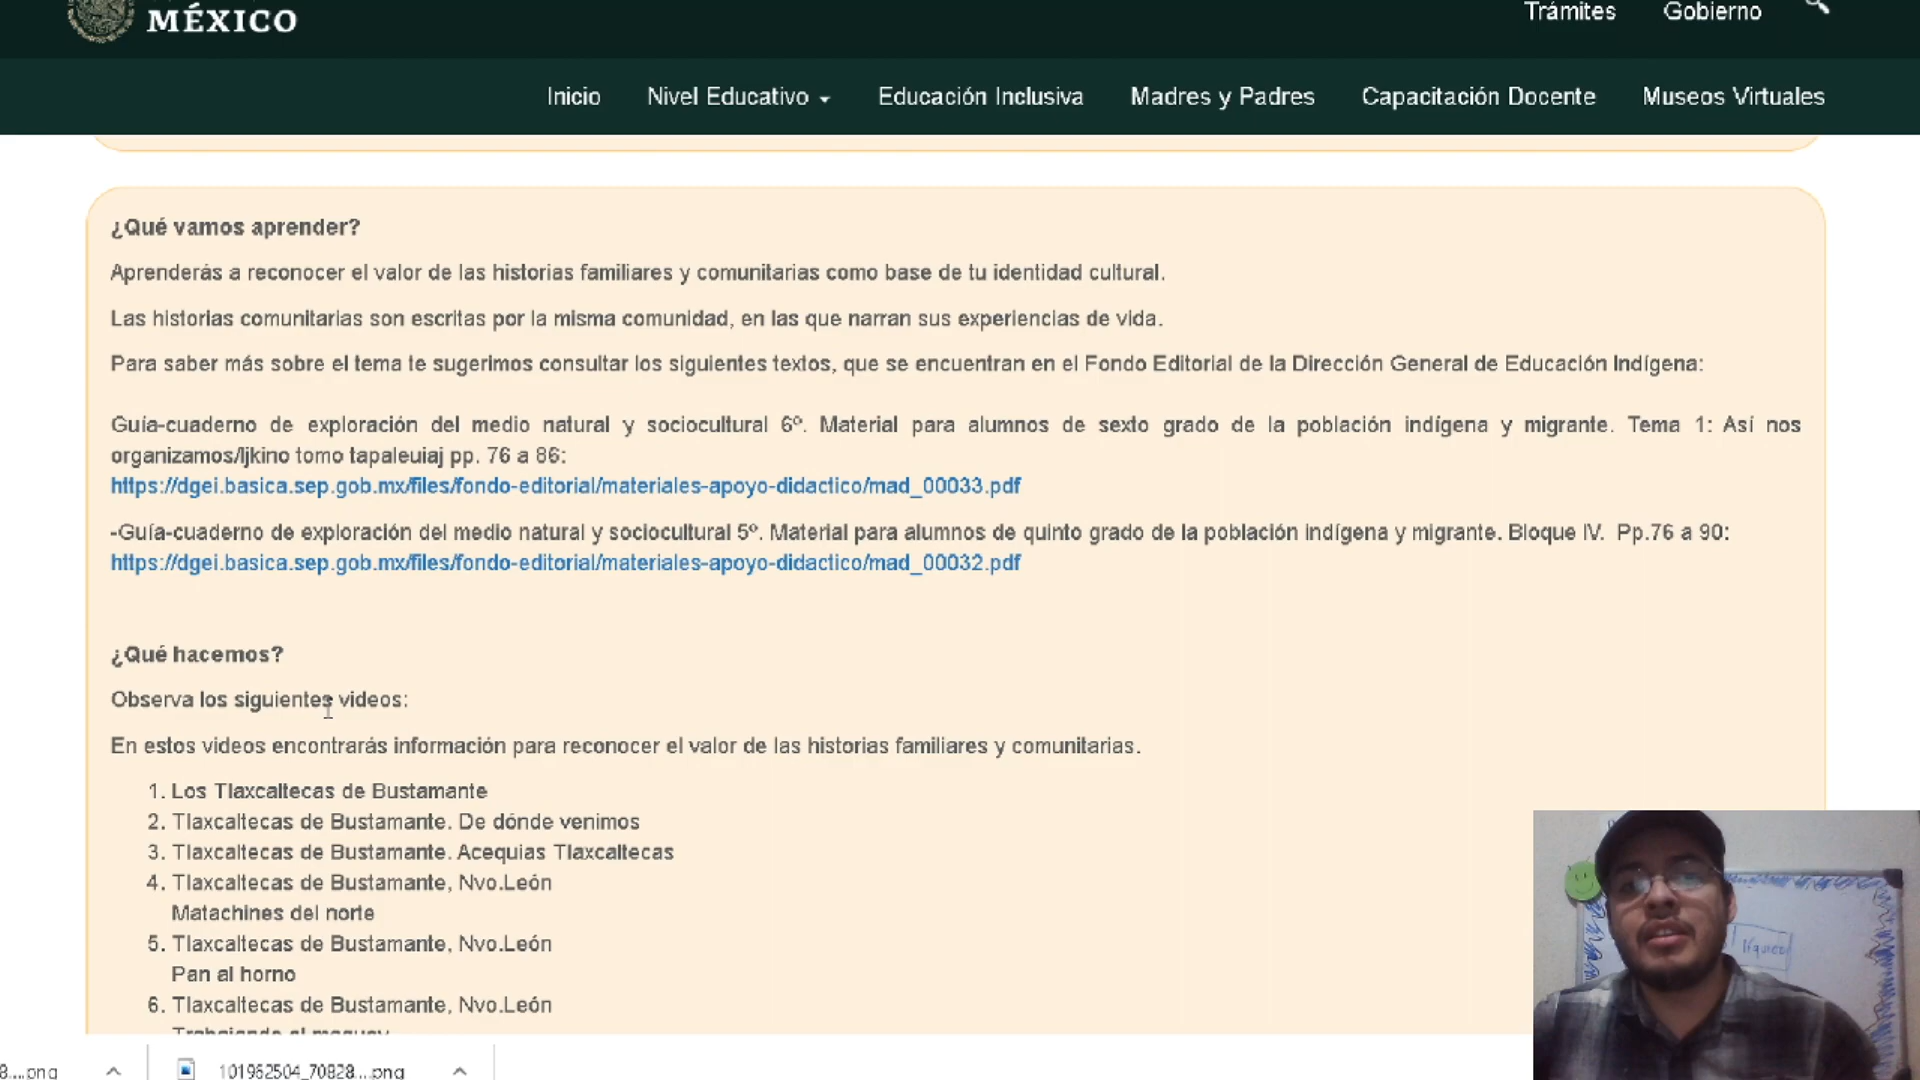 MÉXICO
Trámites Gobierno
Inicio Nivel Educativo Educación Inclusiva Madres y Padres Capacitación Docente Museos Virtuales
¿Qué vamos aprender?
Aprenderás a reconocer el valor de las historias familiares y comunitarias como base de tu identidad cultural.
Las historias comunitarias son escritas por la misma comunidad, en las que narran sus experiencias de vida.
Para saber más sobre el tema te sugerimos consultar los siguientes textos, que se encuentran en el Fondo Editorial de la Dirección General de Educación Indígena:
Guía-cuaderno de exploración del medio natural y sociocultural 6º. Material para alumnos de sexto grado de la población indígena y migrante. Tema 1: Así nos
organizamos/Ijkino tomo tapaleuiaj pp. 76 a 86:
https://dgei.basica.sep.gob.mx/files/fondo-editorial/materiales-apoyo-didactico/mad_00033.pdf
-Guía-cuaderno de exploración del medio natural y sociocultural 5º. Material para alumnos de quinto grado de la población indígena y migrante. Bloque IV. Pp.76 a 90:
https://dgei.basica.sep.gob.mx/files/fondo-editorial/materiales-apoyo-didactico/mad_00032.pdf
¿Qué hacemos?
Observa los siguientes videos:
En estos videos encontrarás información para reconocer el valor de las historias familiares y comunitarias.
1. Los Tlaxcaltecas de Bustamante
2. Tlaxcaltecas de Bustamante. De dónde venimos
3. Tlaxcaltecas de Bustamante. Acequias Tlaxcaltecas
4. Tlaxcaltecas de Bustamante, Nvo.León
Matachines del norte
5. Tlaxcaltecas de Bustamante, Nvo.León
Pan al horno
6. Tlaxcaltecas de Bustamante, Nvo.León
Trabajando el maguey
8....png 101962504_70828....png